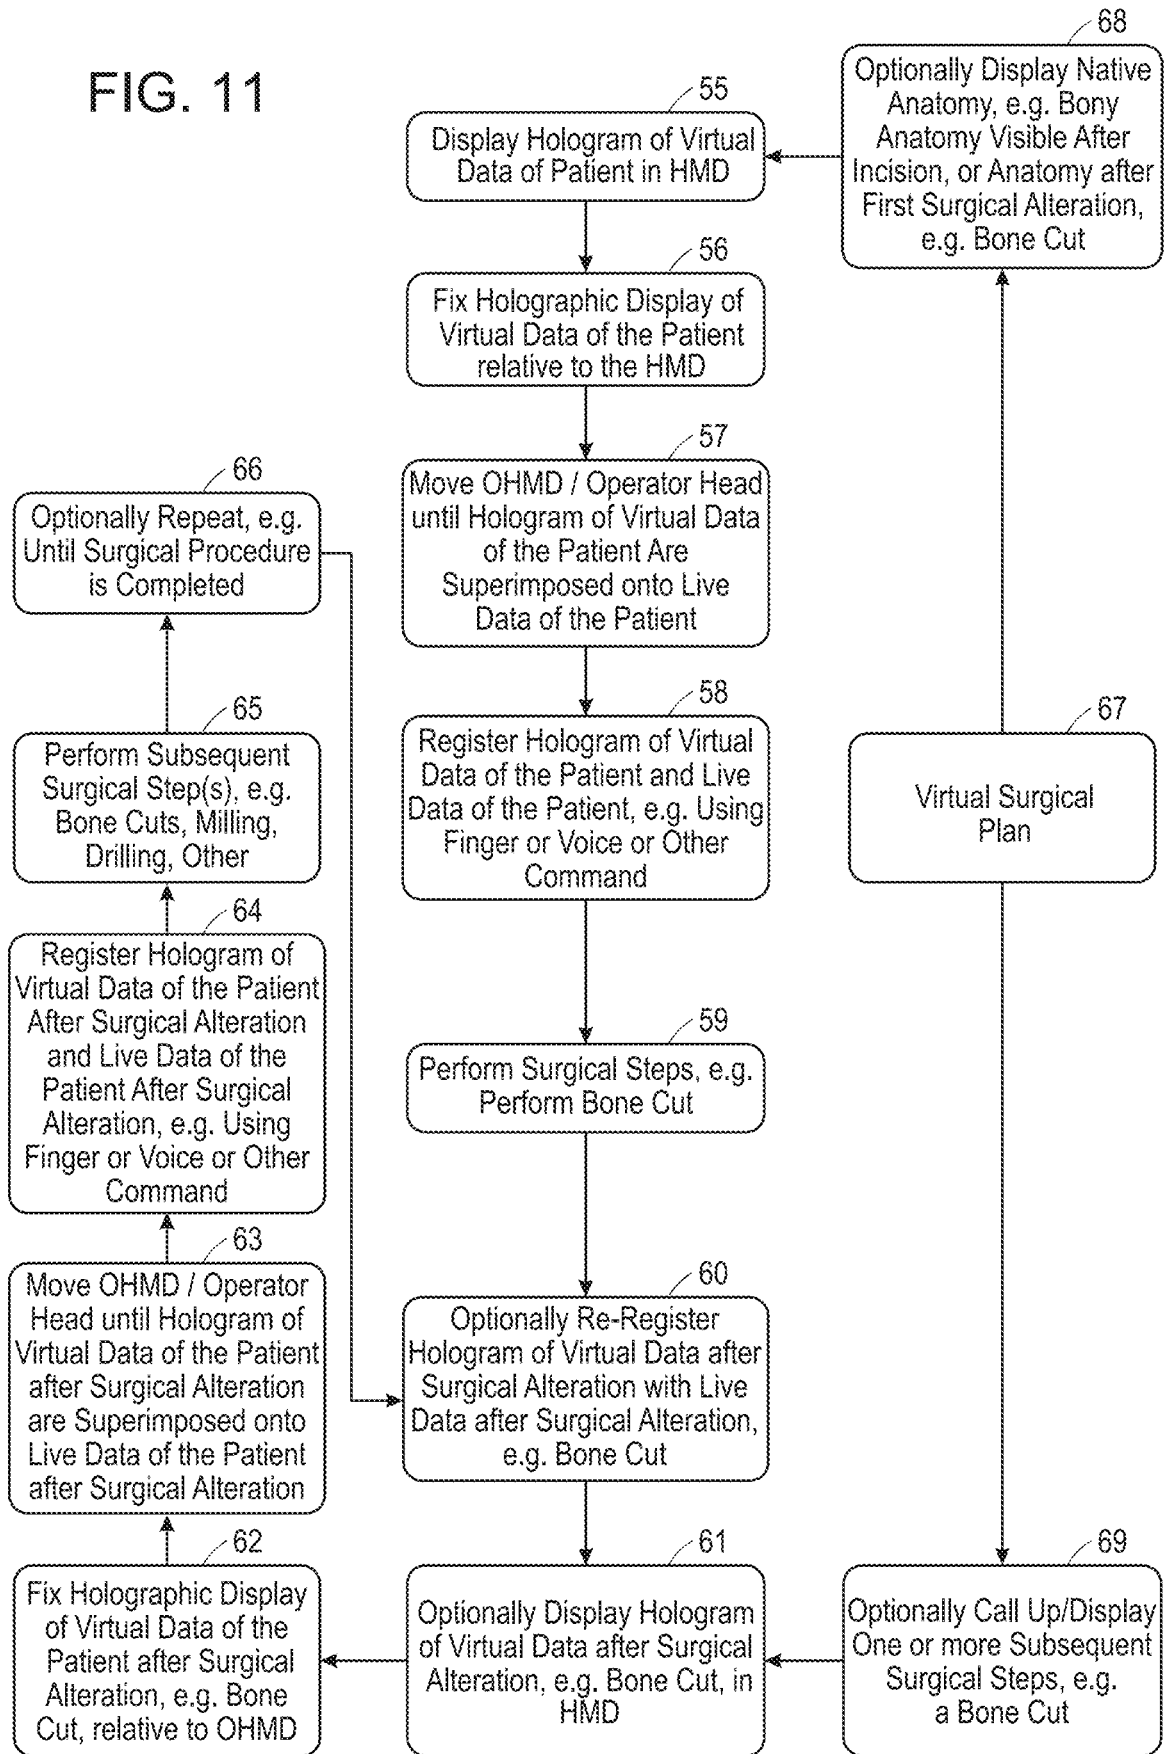 FIG. 11
68
Optionally Display Native
Anatomy, e.g. Bony
Anatomy Visible After
Incision, or Anatomy after
First Surgical Alteration,
e.g. Bone Cut
55
Display Hologram of Virtual
Data of Patient in HMD
56
Fix Holographic Display of
Virtual Data of the Patient
relative to the HMD
57
Move OHMD / Operator Head
until Hologram of Virtual Data
of the Patient Are
Superimposed onto Live
Data of the Patient
66
Optionally Repeat, e.g.
Until Surgical Procedure
is Completed
58
Register Hologram of Virtual
Data of the Patient and Live
Data of the Patient, e.g. Using
Finger or Voice or Other
Command
65
Perform Subsequent
Surgical Step(s), e.g.
Bone Cuts, Milling,
Drilling, Other
67
Virtual Surgical
Plan
64
Register Hologram of
Virtual Data of the Patient
After Surgical Alteration
and Live Data of the
Patient After Surgical
Alteration, e.g. Using
Finger or Voice or Other
Command
59
Perform Surgical Steps, e.g.
Perform Bone Cut
63
Move OHMD / Operator
Head until Hologram of
Virtual Data of the Patient
after Surgical Alteration
are Superimposed onto
Live Data of the Patient
after Surgical Alteration
60
Optionally Re-Register
Hologram of Virtual Data after
Surgical Alteration with Live
Data after Surgical Alteration,
e.g. Bone Cut
62
Fix Holographic Display
of Virtual Data of the
Patient after Surgical
Alteration, e.g. Bone
Cut, relative to OHMD
61
Optionally Display Hologram
of Virtual Data after Surgical
Alteration, e.g. Bone Cut, in
HMD
69
Optionally Call Up/Display
One or more Subsequent
Surgical Steps, e.g.
a Bone Cut